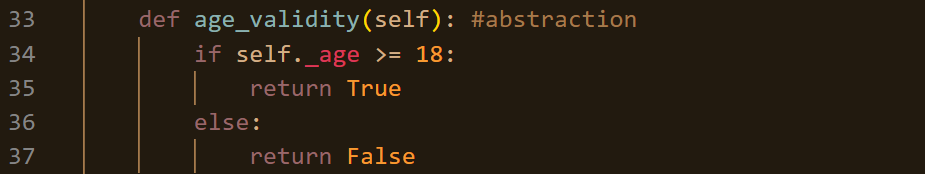 33 def age_validity(self): #abstraction
34 if self._age >= 18:
35 return True
36 else:
37 return False